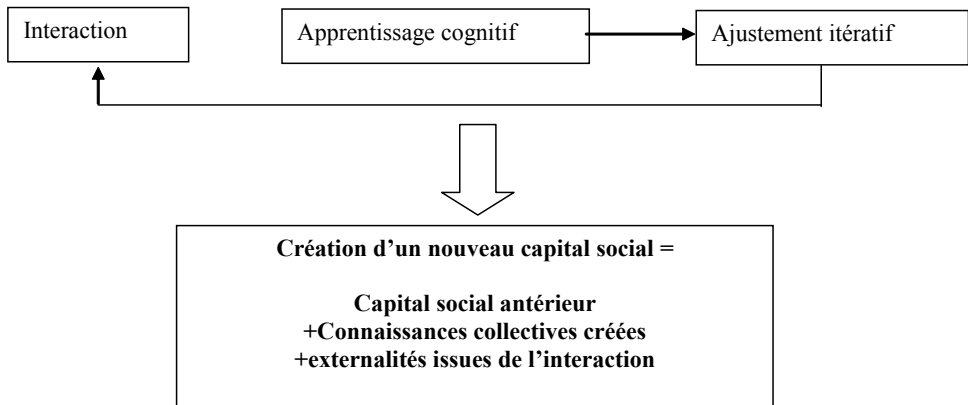 Interaction
Apprentissage cognitif
Ajustement itératif
Création d’un nouveau capital social =
Capital social antérieur
+Connaissances collectives créées
+externalités issues de l’interaction